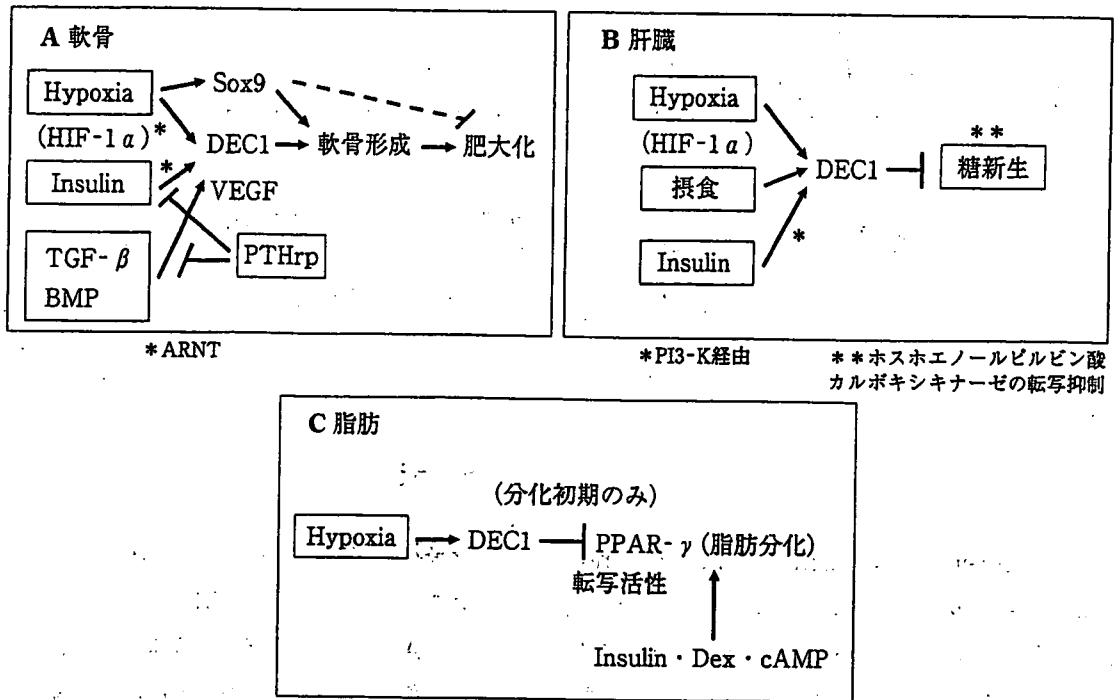 A 軟骨
Hypoxia
(HIF-1α)*
Sox9
DEC1 軟骨形成 肥大化
*
Insulin
VEGF
TGF-β
BMP
PTHrp
*ARNT
B 肝臓
Hypoxia
(HIF-1α)
摂食
DEC1
**
糖新生
Insulin
*
*PI3-K経由
**ホスホエノールピルビン酸
カルボキシキナーゼの転写抑制
C 脂肪
(分化初期のみ)
Hypoxia DEC1 PPAR-γ(脂肪分化)
転写活性
Insulin・Dex・cAMP